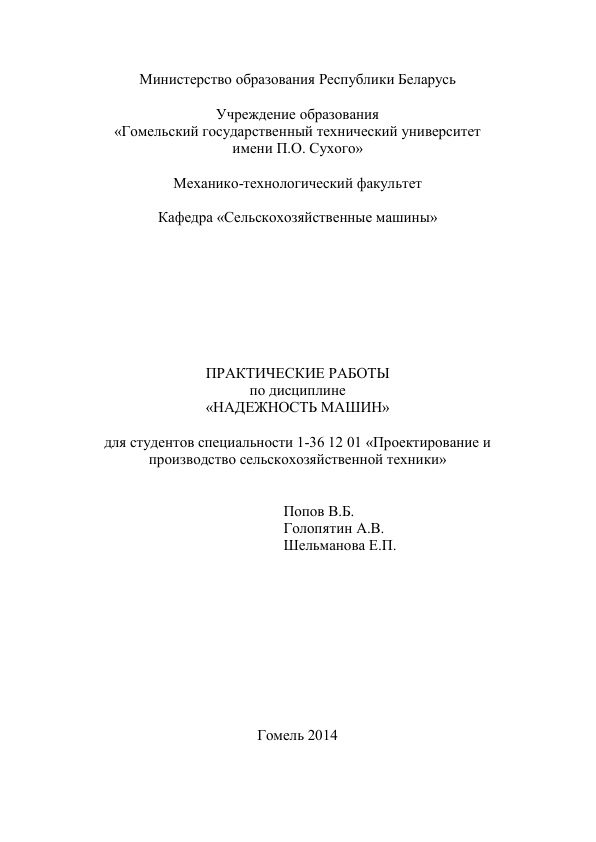 Министерство образования Республики Беларусь
Учреждение образования
«Гомельский государственный технический университет
имени П.О. Сухого»
Механико-технологический факультет
Кафедра «Сельскохозяйственные машины»
ПРАКТИЧЕСКИЕ РАБОТЫ
по дисциплине
«НАДЕЖНОСТЬ МАШИН»
для студентов специальности 1-36 12 01 «Проектирование и
производство сельскохозяйственной техники»
Попов В.Б.
Голопятин А.В.
Шельманова Е.П.
Гомель 2014